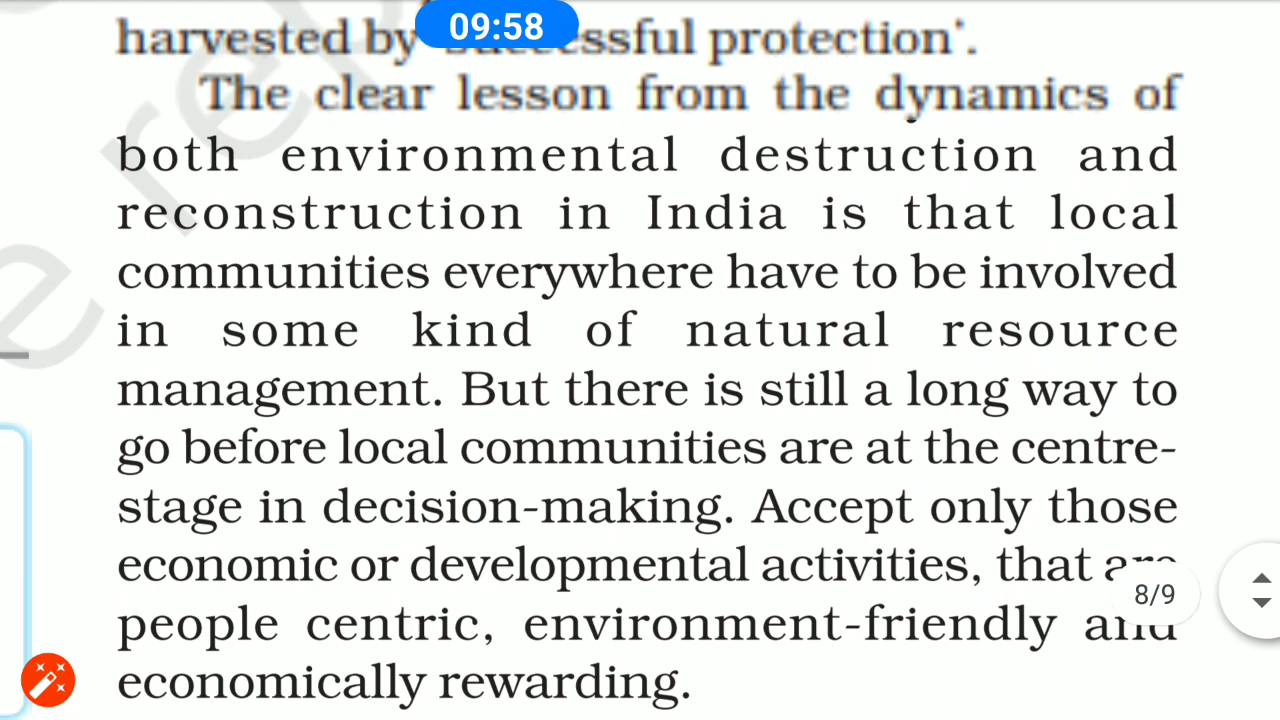 harvested by ssful protection'.
09:58
The clear lesson from the dynamics of
both environmental destruction and
reconstruction in India is that local
communities everywhere have to be involved
in some kind of natural resource
management. But there is still a long way to
go before local communities are at the centre-
stage in decision-making. Accept only those
economic or developmental activities, that are
8/9
people centric, environment-friendly and
economically rewarding.